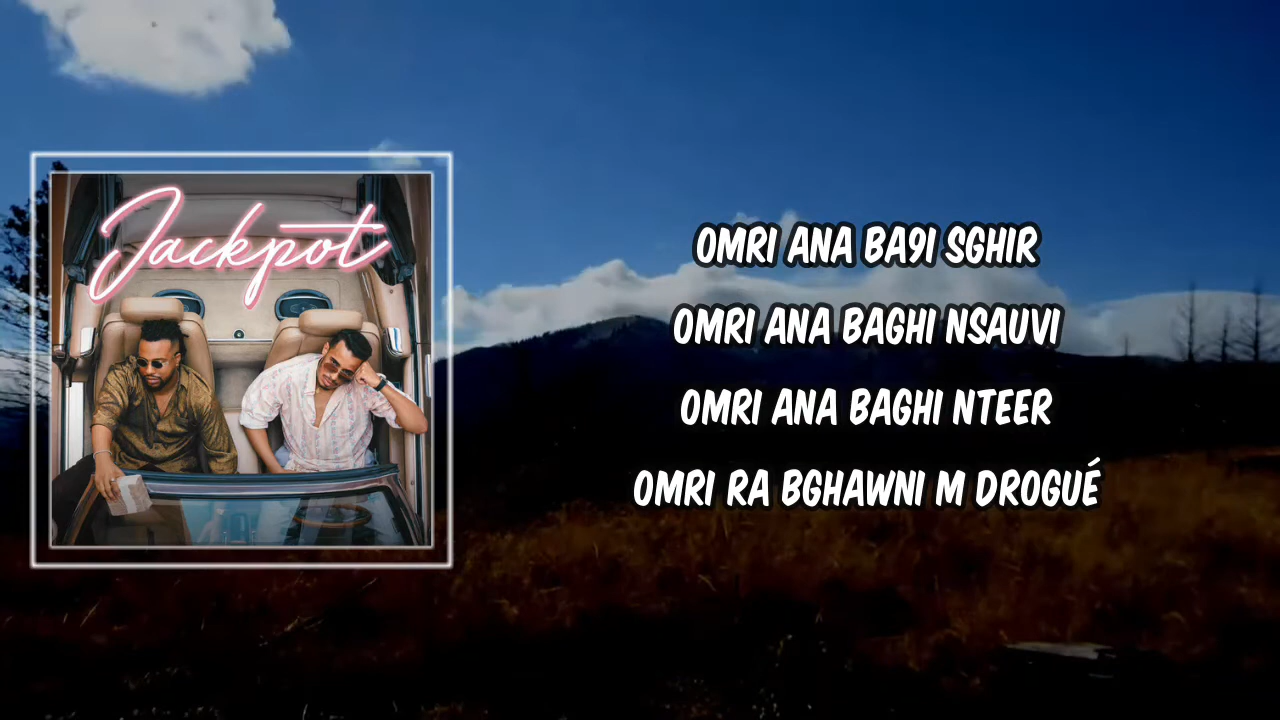 Jackpot
OMRI ANA BA9I SGHIR
OMRI ANA BAGHI NSAUVI
OMRI ANA BAGHI NTEER
OMRI RA BGHAWNI M DROGUÉ